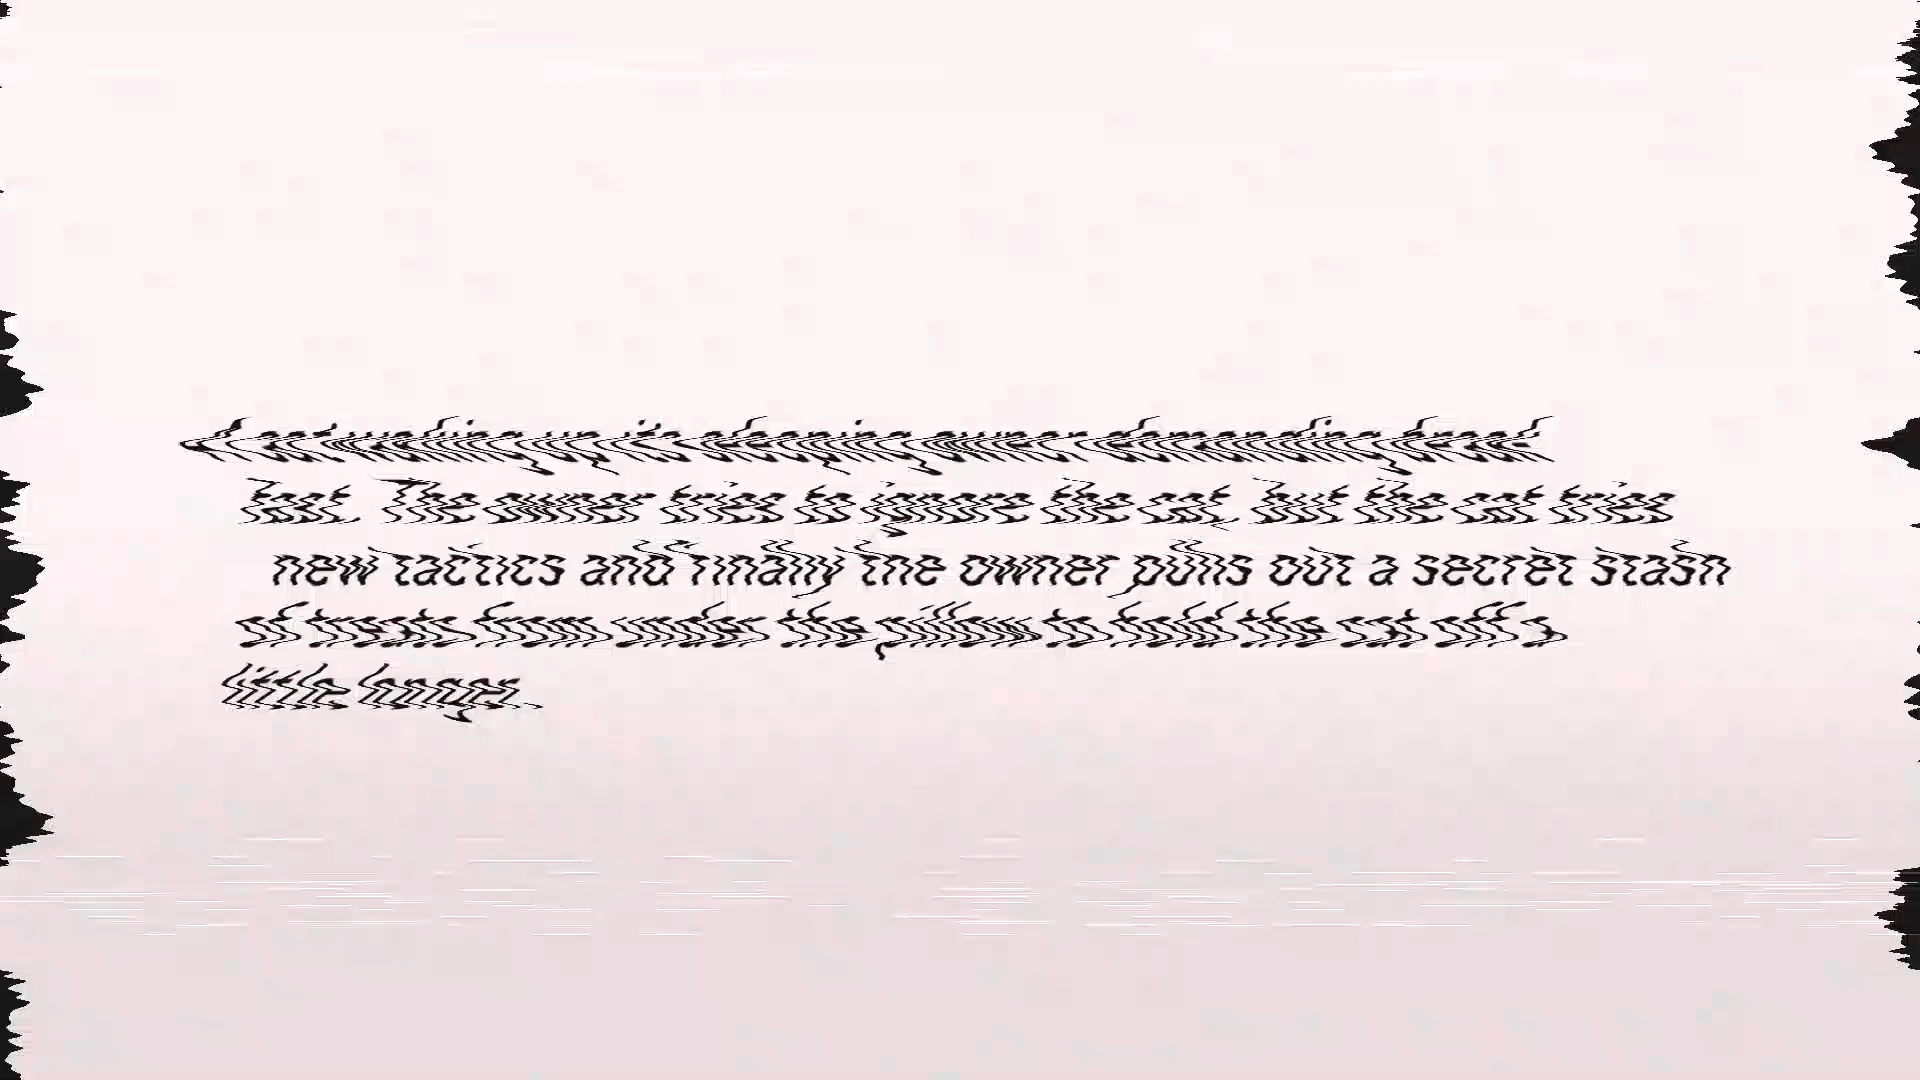 A cat waking up its sleeping owner demanding break-
fast. The owner tries to ignore the cat, but the cat tries
new tactics and finally the owner pulls out a secret stash
of treats from under the pillow to hold the cat off a
little longer.